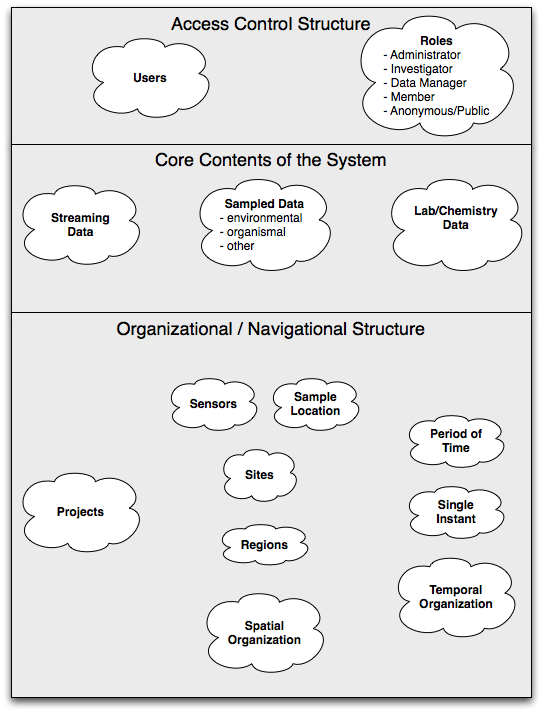 Access Control Structure
Users
Roles
- Administrator
- Investigator
- Data Manager
- Member
- Anonymous/Public
Core Contents of the System
Streaming
Data
Sampled Data
- environmental
- organismal
- other
Lab/Chemistry
Data
Organizational / Navigational Structure
Sensors
Sample
Location
Period of
Time
Sites
Projects
Single
Instant
Regions
Temporal
Organization
Spatial
Organization